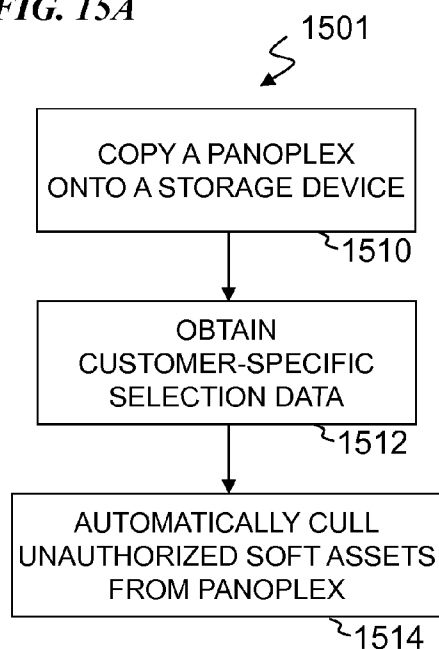 FIG. 15A
1501
COPY A PANOPLEX
ONTO A STORAGE DEVICE
1510
OBTAIN
CUSTOMER-SPECIFIC
SELECTION DATA
1512
AUTOMATICALLY CULL
UNAUTHORIZED SOFT ASSETS
FROM PANOPLEX
1514